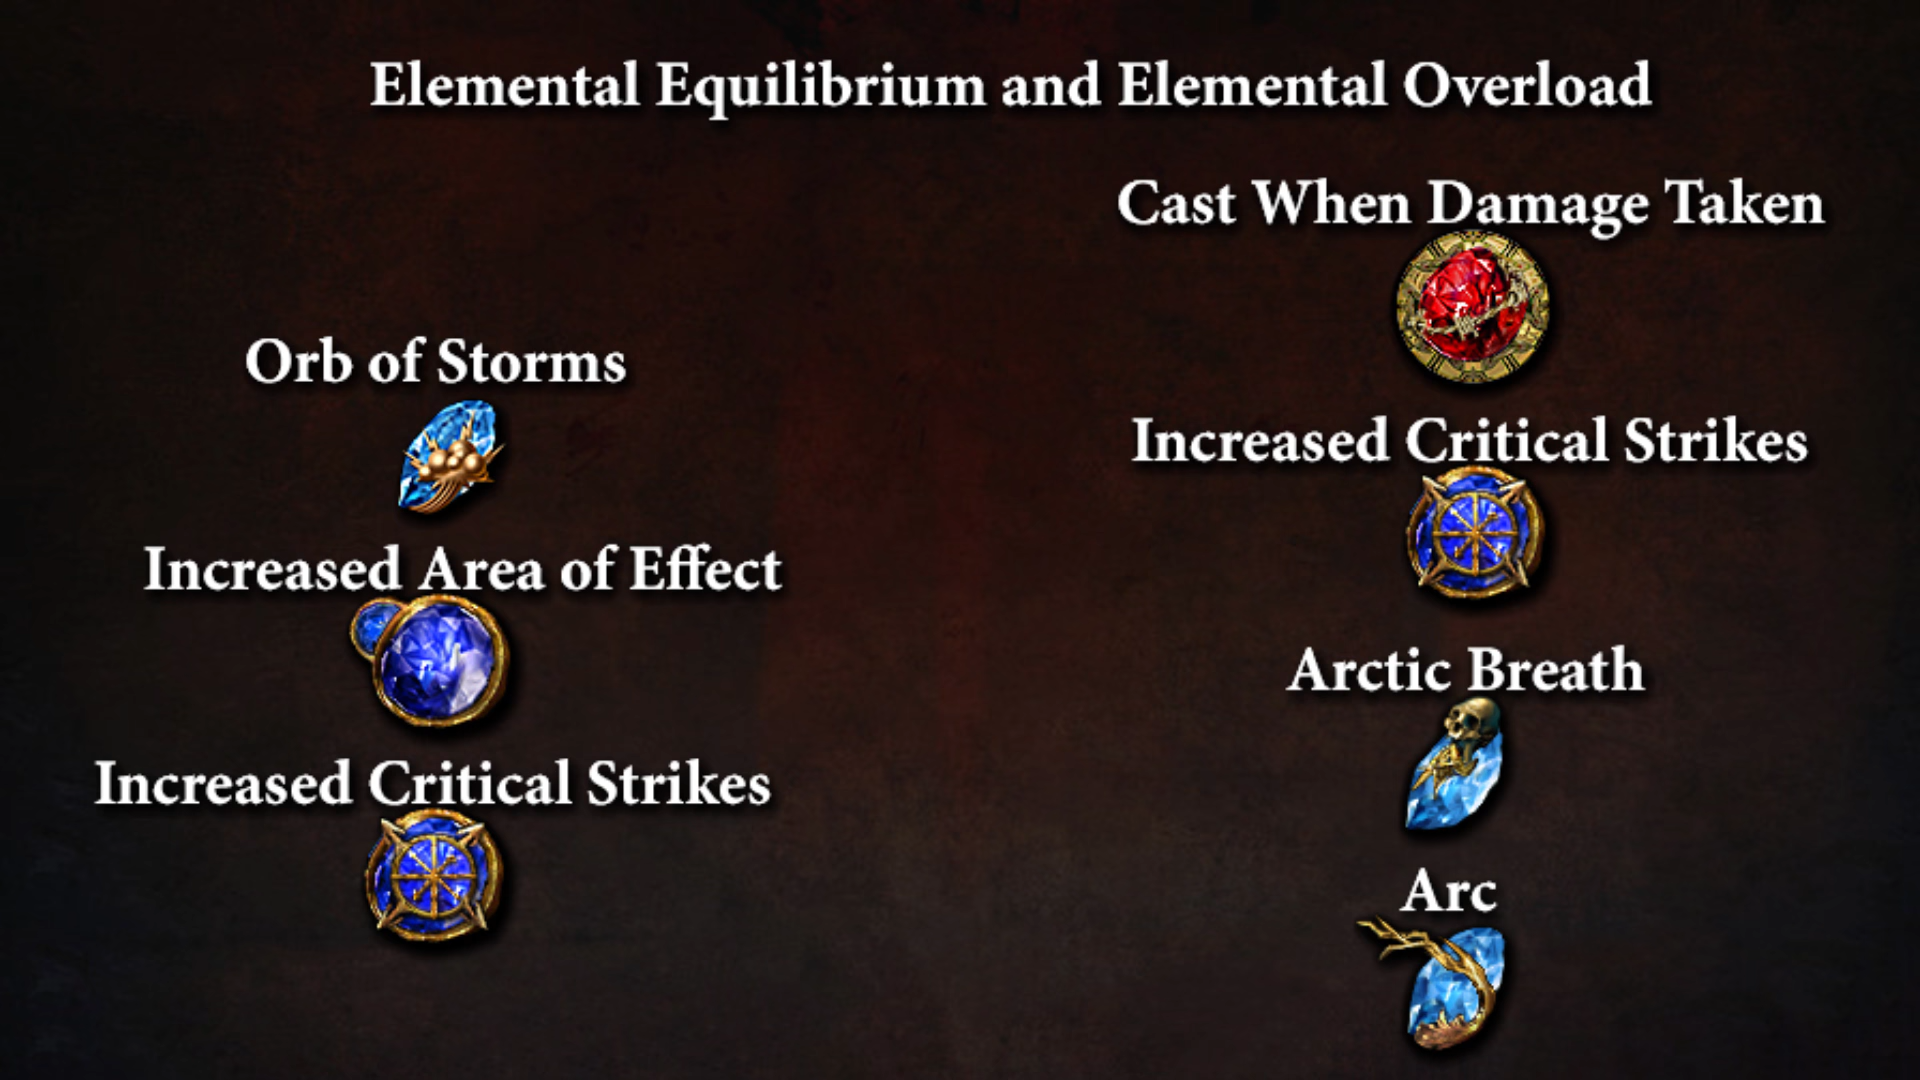 Elemental Equilibrium and Elemental Overload
Orb of Storms
Increased Area of Effect
Increased Critical Strikes
Cast When Damage Taken
Increased Critical Strikes
Arctic Breath
Arc